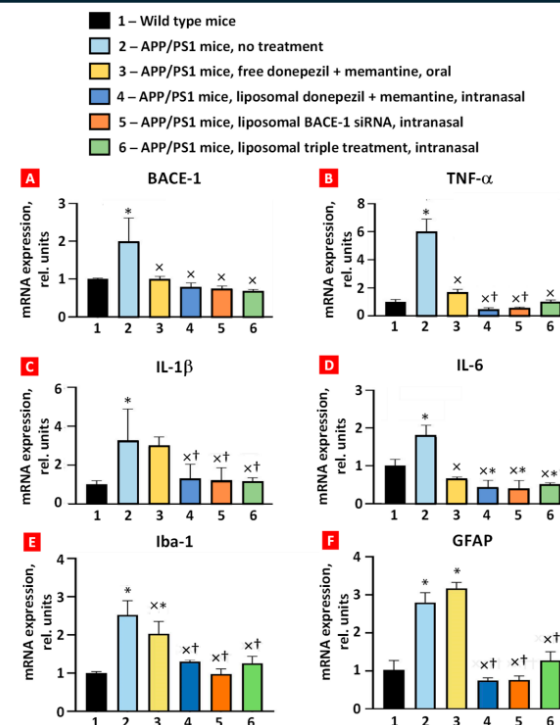 1 – Wild type mice
2 – APP/PS1 mice, no treatment
3 – APP/PS1 mice, free donepezil + memantine, oral
4 – APP/PS1 mice, liposomal donepezil + memantine, intranasal
5 – APP/PS1 mice, liposomal BACE-1 siRNA, intranasal
6 – APP/PS1 mice, liposomal triple treatment, intranasal
A
BACE-1
mRNA expression,
rel. units
3
2
1
0
* × × × ×
1 2 3 4 5 6
B
TNF-α
mRNA expression,
rel. units
8
6
4
2
0
* × ׆ ׆ ×
1 2 3 4 5 6
C
IL-1β
mRNA expression,
rel. units
6
4
2
0
* ׆ ׆ ׆
1 2 3 4 5 6
D
IL-6
mRNA expression,
rel. units
3
2
1
0
* × ×* ×* ×*
1 2 3 4 5 6
E
Iba-1
mRNA expression,
rel. units
4
3
2
1
0
* ×* ׆ ׆ ׆
1 2 3 4 5 6
F
GFAP
mRNA expression,
rel. units
4
3
2
1
0
* * ׆ ׆ ׆
1 2 3 4 5 6